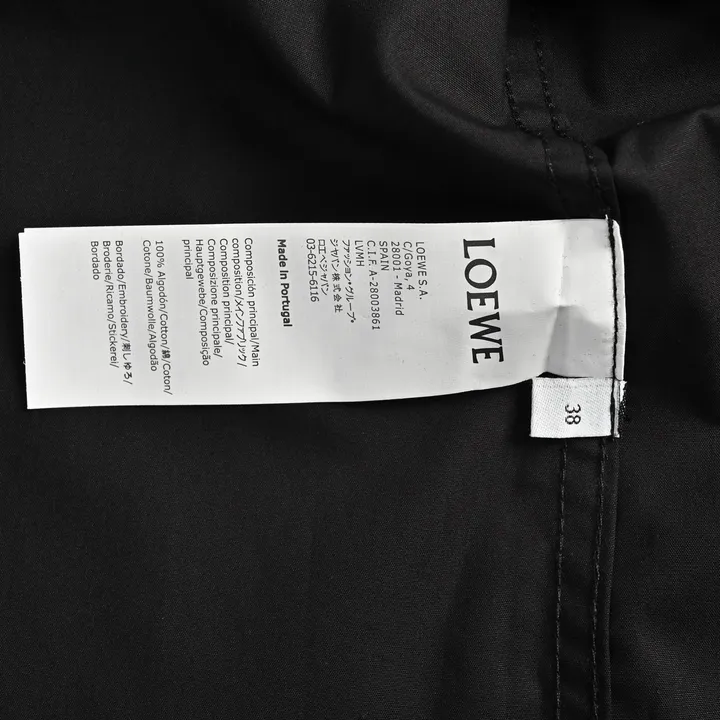 LOEWE
LOEWE S.A.
C/Goya, 4
28001 - Madrid
SPAIN
C.I.F. A-28003861
LVMH
ファッション・グループ•
ジャパン株式会社
ロエベジャパン
03-6215-6116
Made in Portugal
Composición principal/Main
composition/メインファブリック/
Composition principal/
Composizione principale/
Hauptgewebe/Composição
principal
100% Algodón/Cotton/綿/Coton/
Cotone/Baumwolle/Algodão
Bordado/Embroidery/刺しゅう/
Broderie/Ricamo/Stickerei/
Bordado
38